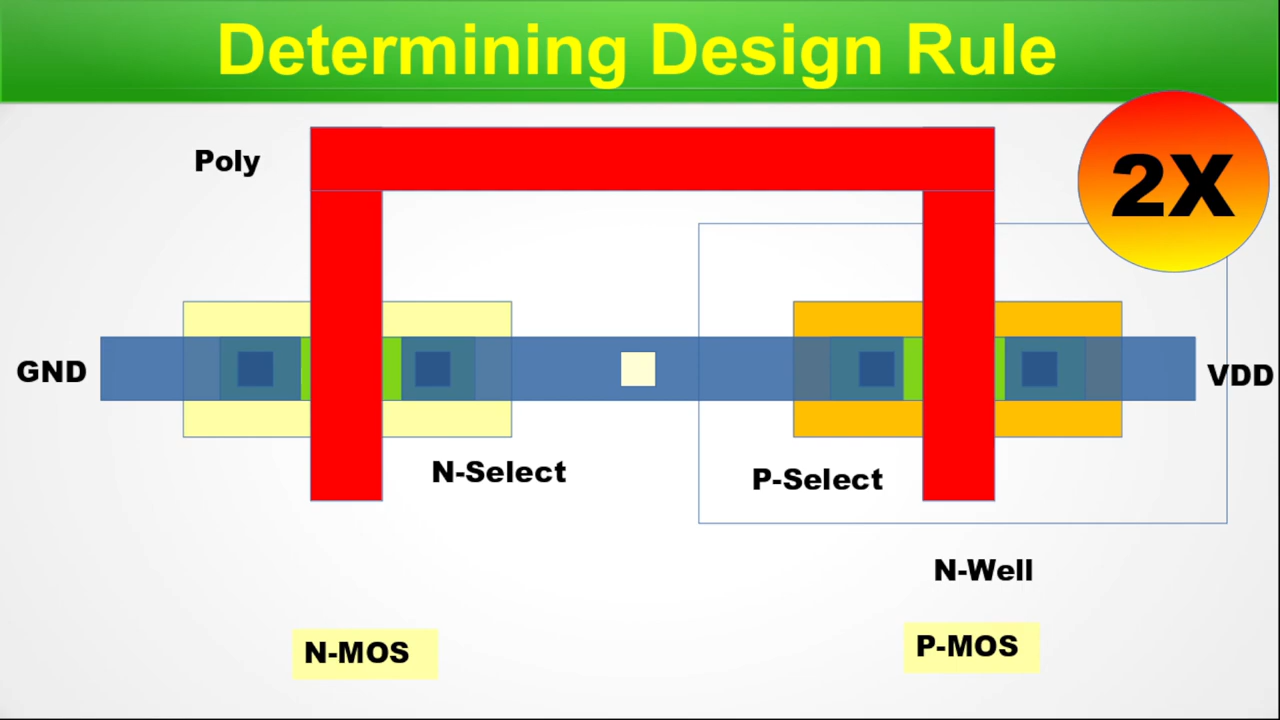 Determining Design Rule
Poly
2X
GND
VDD
N-Select
P-Select
N-Well
N-MOS
P-MOS